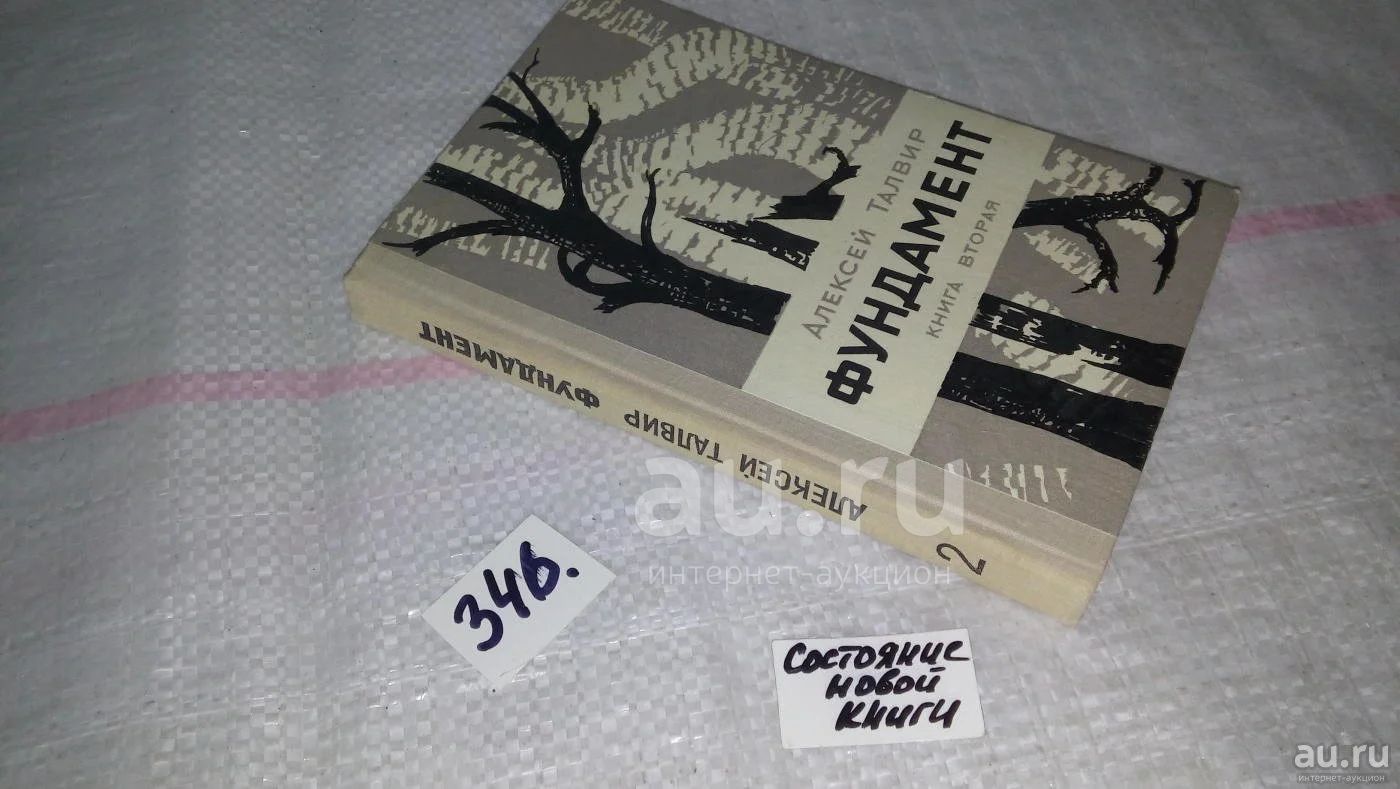 АЛЕКСЕЙ ТАЛВИР
ФУНДАМЕНТ
КНИГА ВТОРАЯ
2 АЛЕКСЕЙ ТАЛВИР ФУНДАМЕНТ
au.ru
интернет-аукцион
346.
Состояние
новой
книги
au.ru
интернет-аукцион